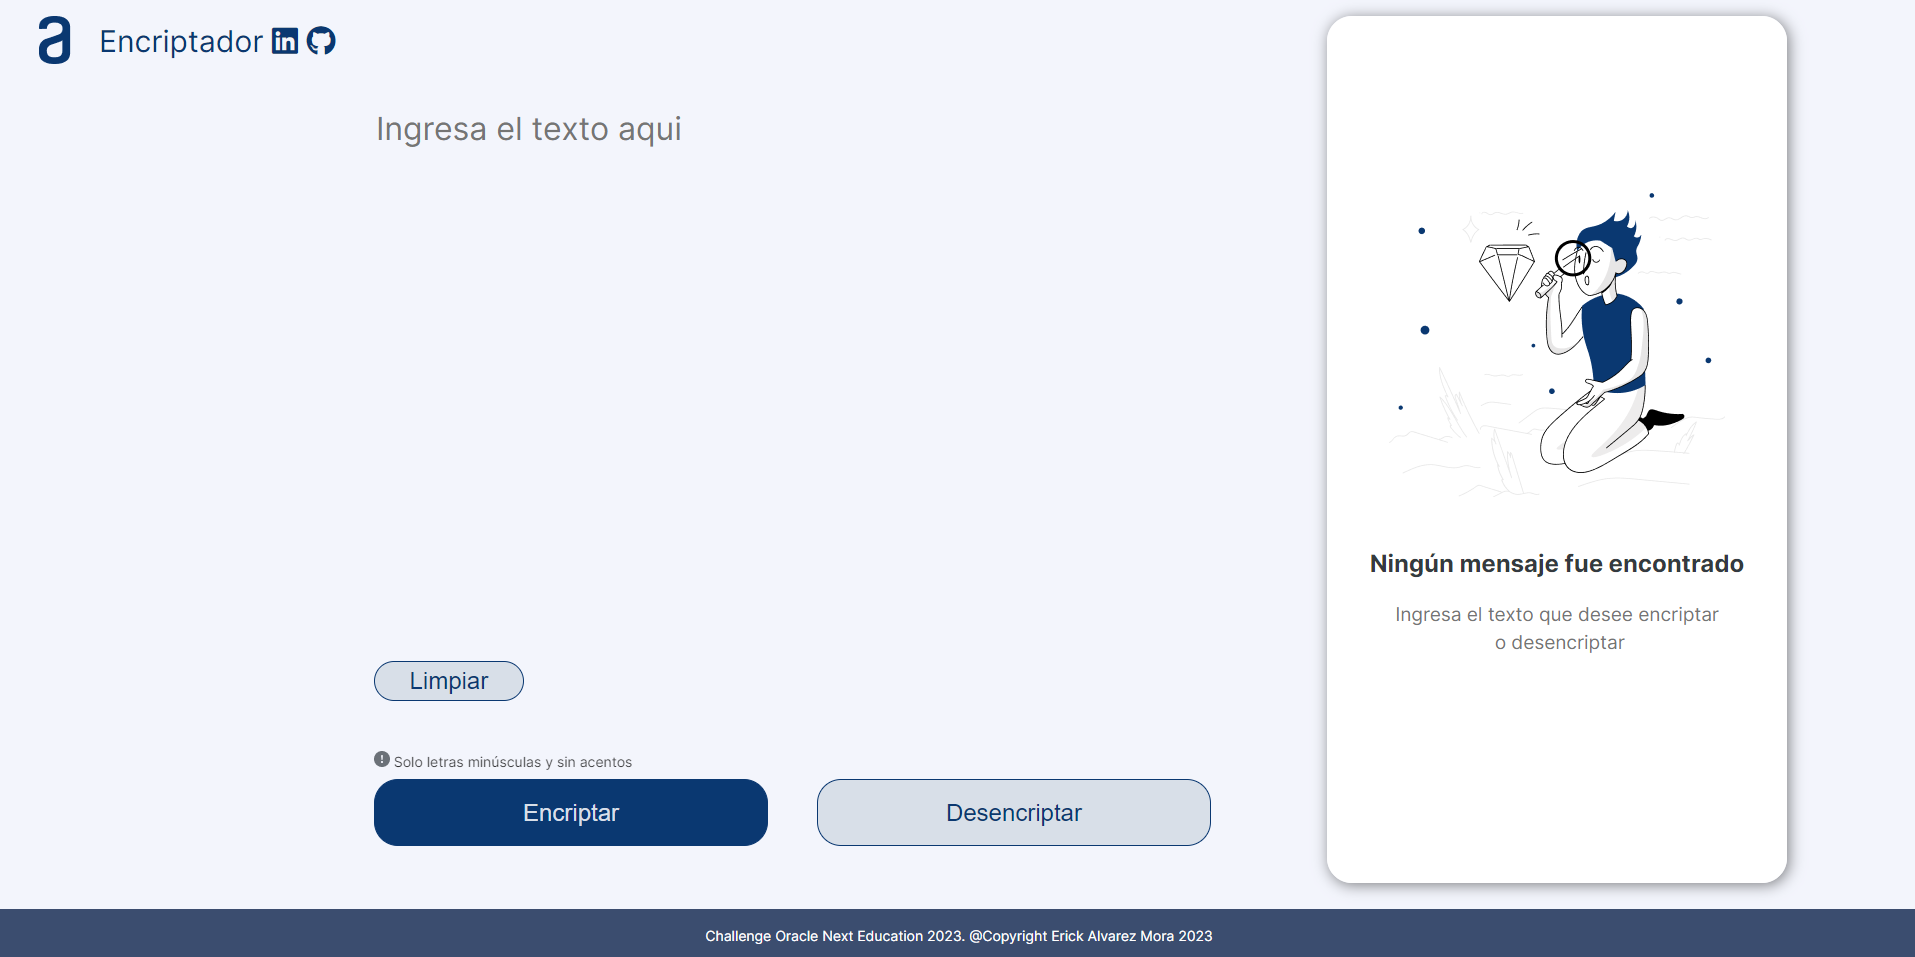 a Encriptador
Ingresa el texto aqui
Limpiar
Solo letras minúsculas y sin acentos
Encriptar
Desencriptar
Ningún mensaje fue encontrado
Ingresa el texto que desee encriptar
o desencriptar
Challenge Oracle Next Education 2023. @Copyright Erick Alvarez Mora 2023